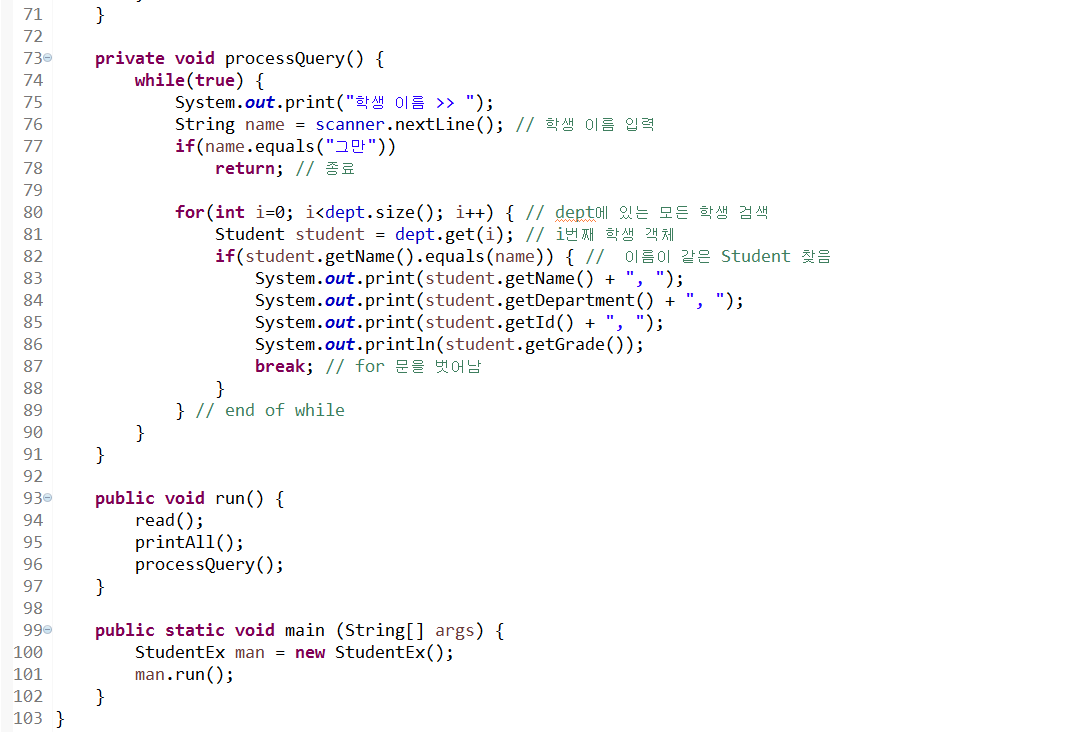 71 }
72
73 private void processQuery() {
74 while(true) {
75 System.out.print("학생 이름 >> ");
76 String name = scanner.nextLine(); // 학생 이름 입력
77 if(name.equals("그만"))
78 return; // 종료
79
80 for(int i=0; i<dept.size(); i++) { // dept에 있는 모든 학생 검색
81 Student student = dept.get(i); // i번째 학생 객체
82 if(student.getName().equals(name)) { //  이름이 같은 Student 찾음
83 System.out.print(student.getName() + ", ");
84 System.out.print(student.getDepartment() + ", ");
85 System.out.print(student.getId() + ", ");
86 System.out.println(student.getGrade());
87 break; // for 문을 벗어남
88 }
89 } // end of while
90 }
91 }
92
93 public void run() {
94 read();
95 printAll();
96 processQuery();
97 }
98
99 public static void main (String[] args) {
100 StudentEx man = new StudentEx();
101 man.run();
102 }
103 }